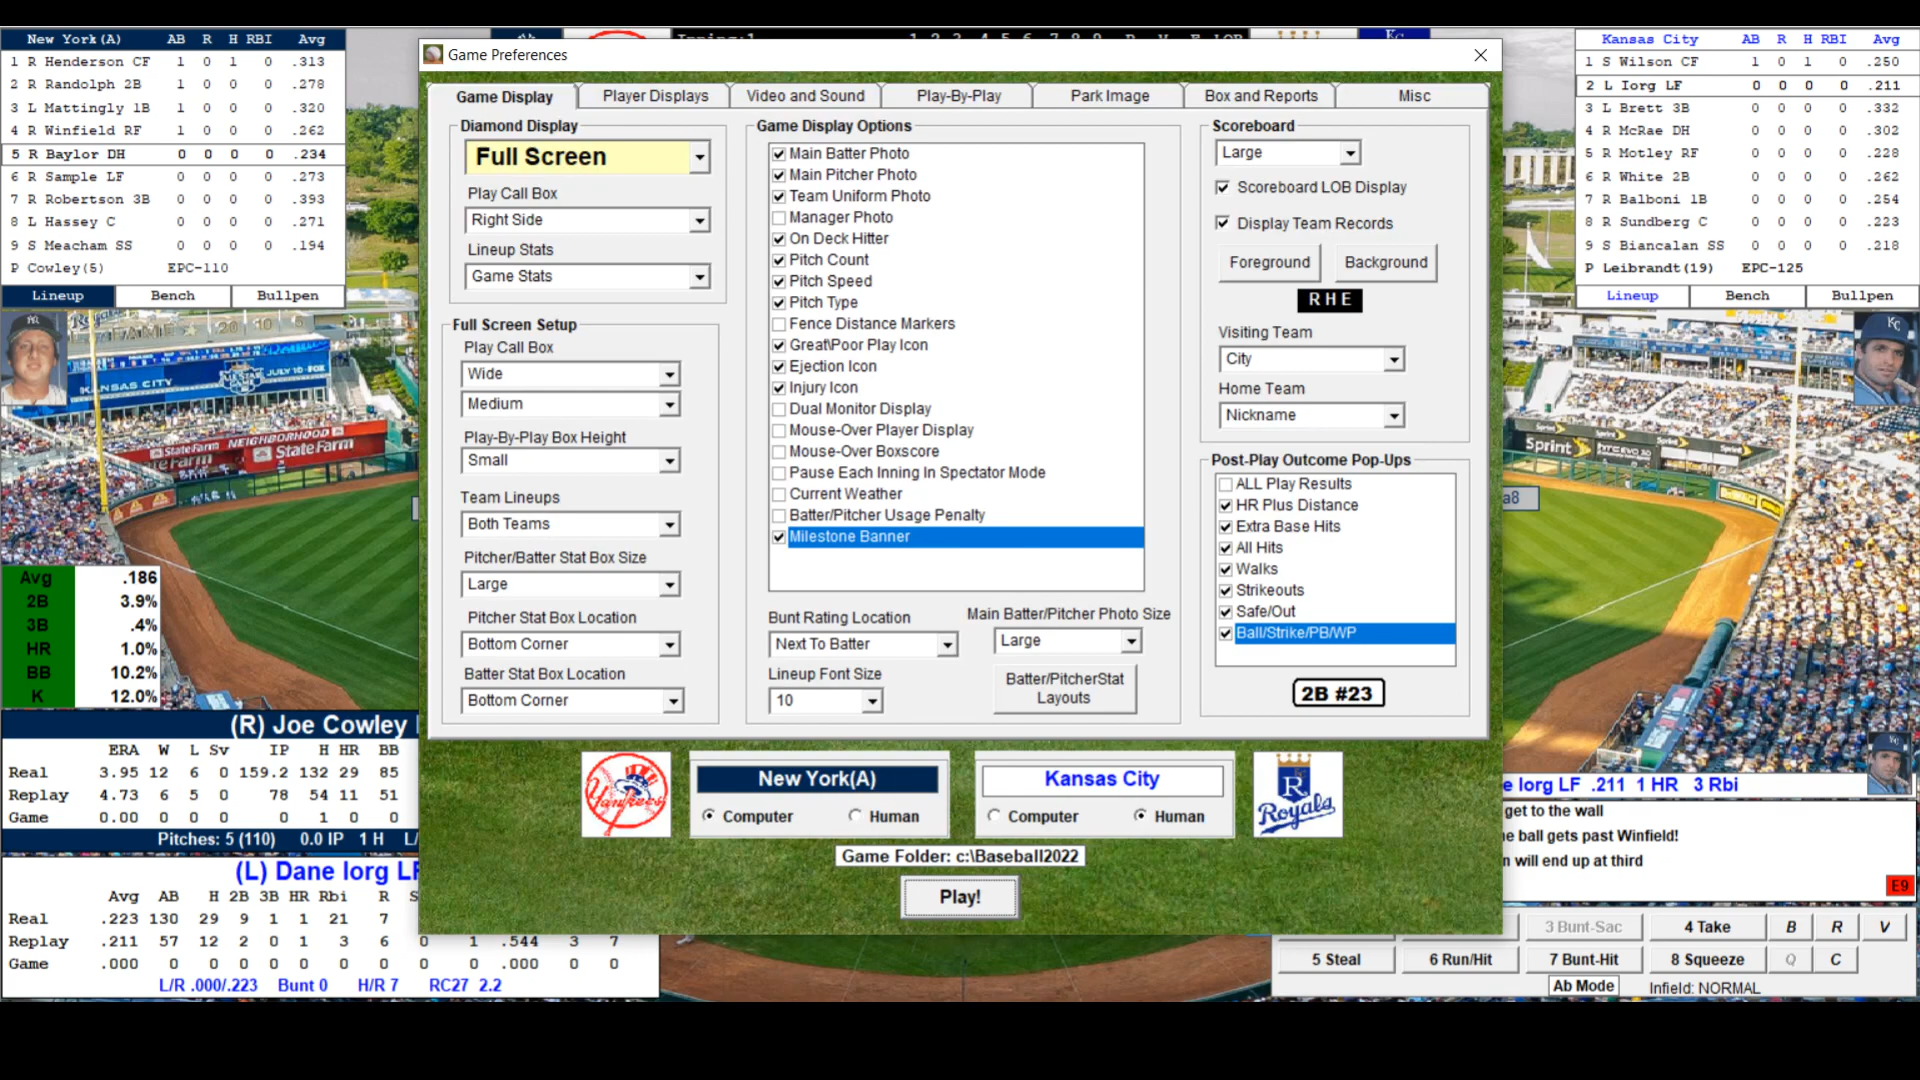 New York(A) AB R H RBI Avg
1 R Henderson CF 1 0 1 0 .313
2 R Randolph 2B 1 0 0 0 .278
3 L Mattingly 1B 1 0 0 0 .320
4 R Winfield RF 1 0 0 0 .262
5 R Baylor DH 0 0 0 0 .234
6 R Sample LF 0 0 0 0 .273
7 R Robertson 3B 0 0 0 0 .393
8 L Hassey C 0 0 0 0 .271
9 S Meacham SS 0 0 0 0 .194
P Cowley(5) EPC-110
Lineup Bench Bullpen
Game Preferences
Game Display Player Displays Video and Sound Play-By-Play Park Image Box and Reports Misc
Diamond Display
Full Screen
Play Call Box
Right Side
Lineup Stats
Game Stats
Full Screen Setup
Play Call Box
Wide
Medium
Play-By-Play Box Height
Small
Team Lineups
Both Teams
Pitcher/Batter Stat Box Size
Large
Pitcher Stat Box Location
Bottom Corner
Batter Stat Box Location
Bottom Corner
Game Display Options
Main Batter Photo
Main Pitcher Photo
Team Uniform Photo
Manager Photo
On Deck Hitter
Pitch Count
Pitch Speed
Pitch Type
Fence Distance Markers
Great\Poor Play Icon
Ejection Icon
Injury Icon
Dual Monitor Display
Mouse-Over Player Display
Mouse-Over Boxscore
Pause Each Inning In Spectator Mode
Current Weather
Batter/Pitcher Usage Penalty
Milestone Banner
Bunt Rating Location
Next To Batter
Lineup Font Size
10
Main Batter/Pitcher Photo Size
Large
Batter/PitcherStat
Layouts
Scoreboard
Large
Scoreboard LOB Display
Display Team Records
Foreground Background
R H E
Visiting Team
City
Home Team
Nickname
Post-Play Outcome Pop-Ups
ALL Play Results
HR Plus Distance
Extra Base Hits
All Hits
Walks
Strikeouts
Safe/Out
Ball/Strike/PB/WP
2B #23
Yankees
New York(A)
Computer Human
Kansas City
Computer Human
R
Royals
Game Folder: c:\Baseball2022
Play!
Kansas City AB R H RBI Avg
1 S Wilson CF 1 0 1 0 .250
2 L Iorg LF 0 0 0 0 .211
3 L Brett 3B 0 0 0 0 .332
4 R McRae DH 0 0 0 0 .302
5 R Motley RF 0 0 0 0 .228
6 R White 2B 0 0 0 0 .262
7 R Balboni 1B 0 0 0 0 .254
8 R Sundberg C 0 0 0 0 .223
9 S Biancalan SS 0 0 0 0 .218
P Leibrandt(19) EPC-125
Lineup Bench Bullpen
KANSAS CITY
JULY 10
State Farm
NEIGHBORHOOD
State Farm
Sprint
a8
Avg .186
2B 3.9%
3B .4%
HR 1.0%
BB 10.2%
K 12.0%
(R) Joe Cowley
ERA W L Sv IP H HR BB
Real 3.95 12 6 0 159.2 132 29 85
Replay 4.73 6 5 0 78 54 11 51
Game 0.00 0 0 0 0 1 0 0
Pitches: 5 (110) 0.0 IP 1 H L/
(L) Dane Iorg LF
Avg AB H 2B 3B HR Rbi R S
Real .223 130 29 9 1 1 21 7
Replay .211 57 12 2 0 1 3 6 0 1 .544 3 7
Game .000 0 0 0 0 0 0 0 0 0 .000 0 0
L/R .000/.223 Bunt 0 H/R 7 RC27 2.2
e Iorg LF .211 1 HR 3 Rbi
get to the wall
e ball gets past Winfield!
n will end up at third
E9
3 Bunt-Sac 4 Take B R V
5 Steal 6 Run/Hit 7 Bunt-Hit 8 Squeeze Q C
Ab Mode Infield: NORMAL